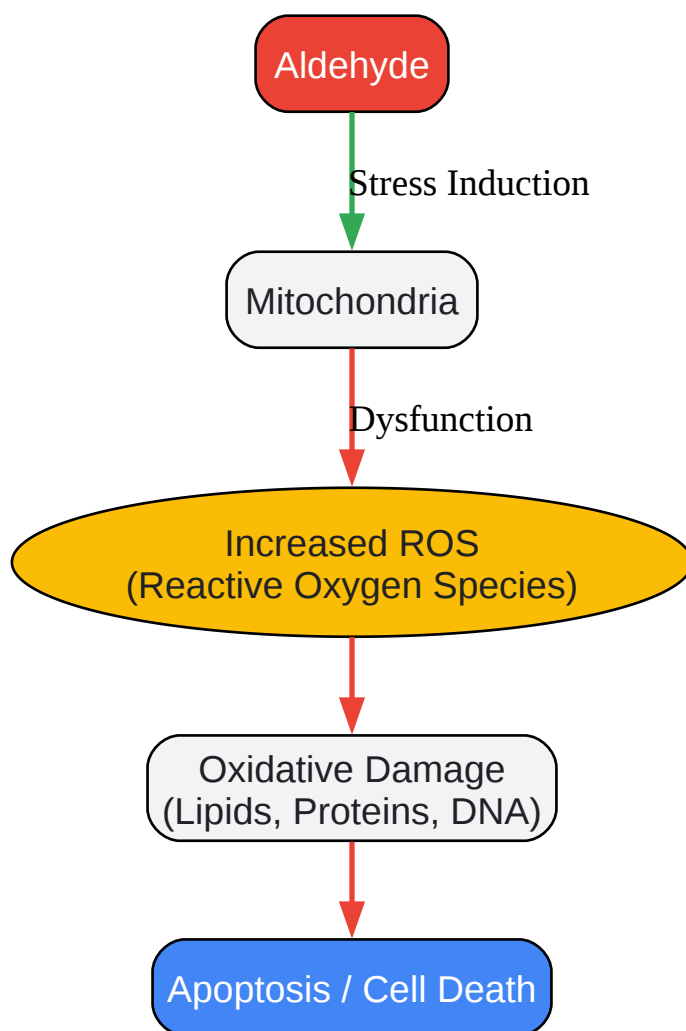 Aldehyde
Stress Induction
Mitochondria
Dysfunction
Increased ROS
(Reactive Oxygen Species)
Oxidative Damage
(Lipids, Proteins, DNA)
Apoptosis / Cell Death